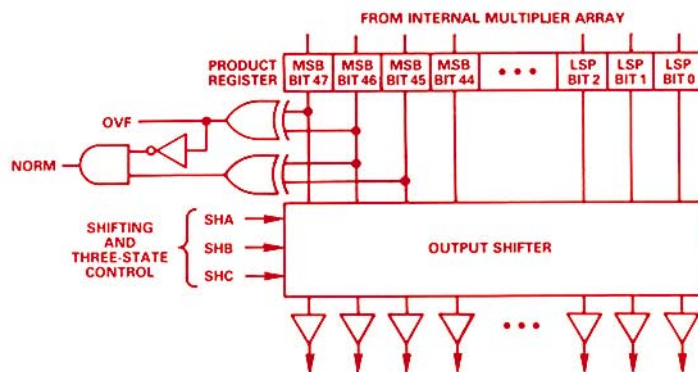 FROM INTERNAL MULTIPLIER ARRAY
PRODUCT REGISTER
MSB BIT 47
MSB BIT 46
MSB BIT 45
MSB BIT 44
LSP BIT 2
LSP BIT 1
LSP BIT 0
OVF
NORM
SHIFTING AND THREE-STATE CONTROL
SHA
SHB
SHC
OUTPUT SHIFTER